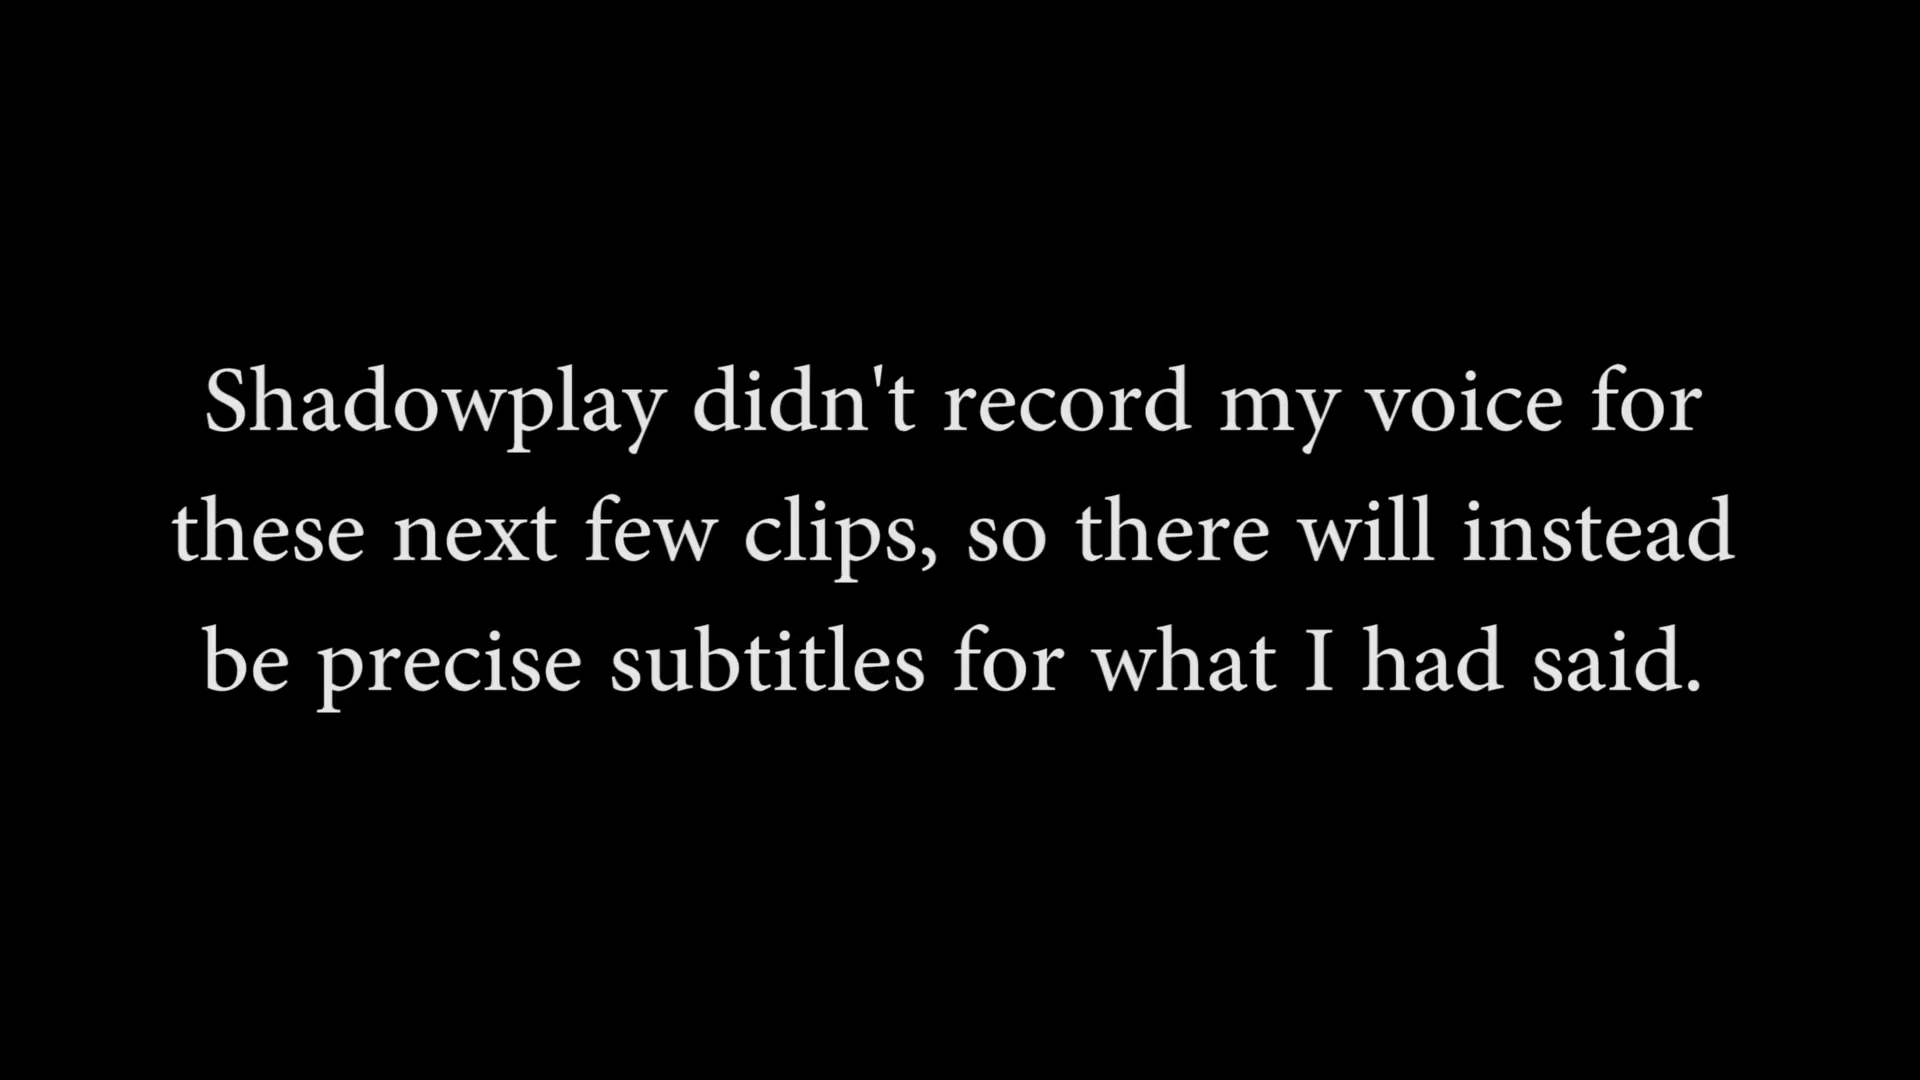 Shadowplay didn't record my voice for
these next few clips, so there will instead
be precise subtitles for what I had said.